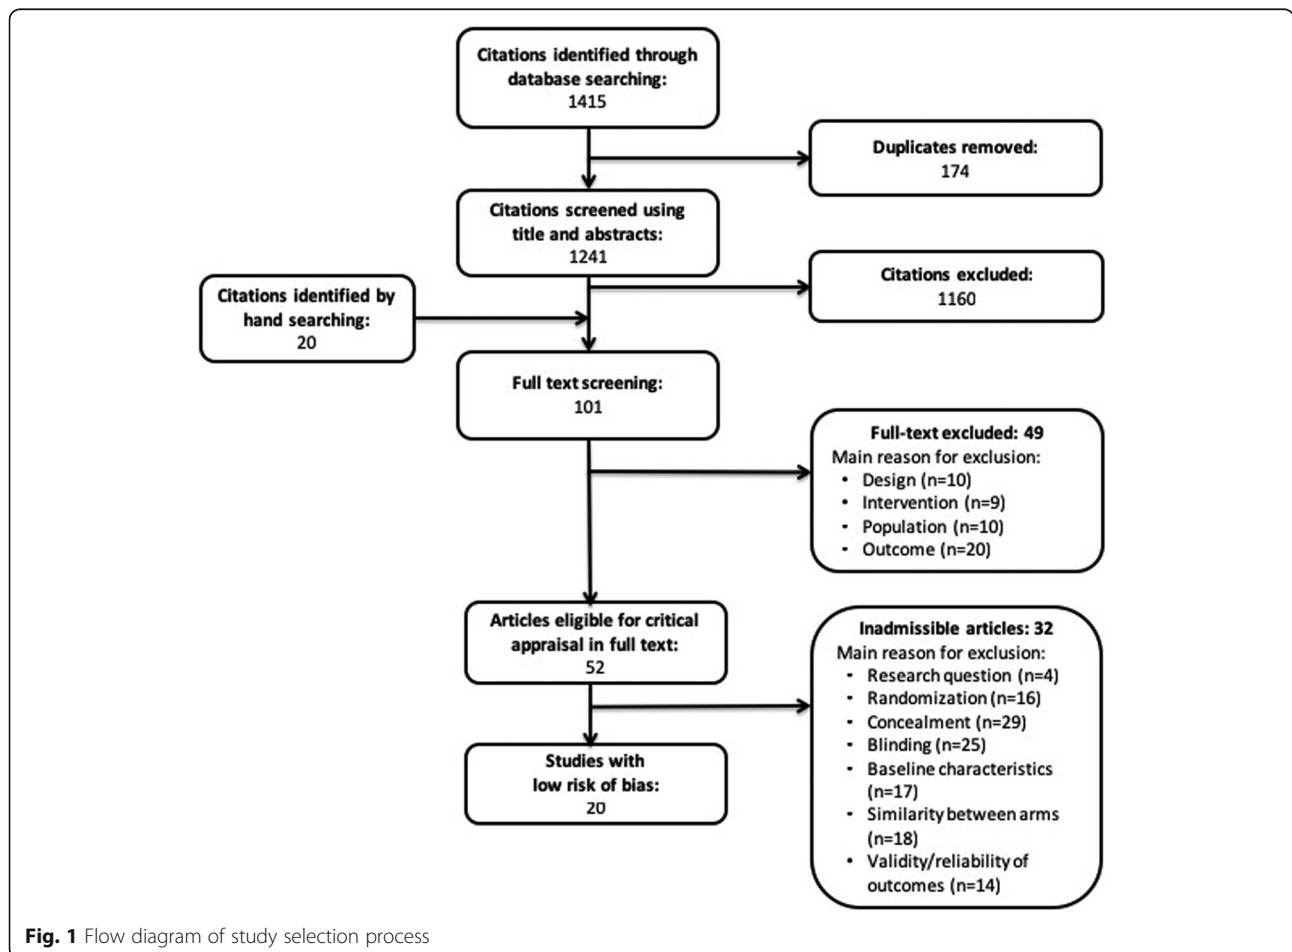 Citations identified through
database searching:
1415
Duplicates removed:
174
Citations screened using
title and abstracts:
1241
Citations excluded:
1160
Citations identified by
hand searching:
20
Full text screening:
101
Full-text excluded: 49
Main reason for exclusion:
• Design (n=10)
• Intervention (n=9)
• Population (n=10)
• Outcome (n=20)
Articles eligible for critical
appraisal in full text:
52
Inadmissible articles: 32
Main reason for exclusion:
- Research question (n=4)
- Randomization (n=16)
- Concealment (n=29)
- Blinding (n=25)
• Baseline characteristics
(n=17)
• Similarity between arms
(n=18)
• Validity/reliability of
outcomes (n=14)
Studies with
low risk of bias:
20
Fig. 1 Flow diagram of study selection process